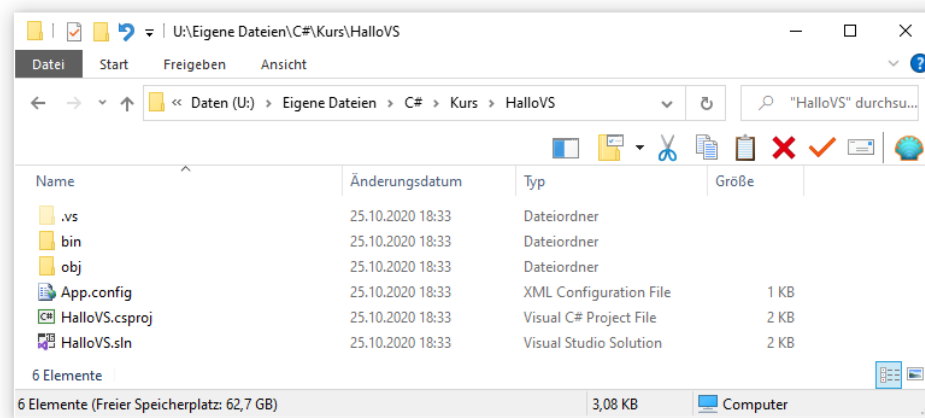 U:\Eigene Dateien\C#\Kurs\HalloVS
Datei Start Freigeben Ansicht ?
« Daten (U:) > Eigene Dateien > C# > Kurs > HalloVS "HalloVS" durchsu...
Name Änderungsdatum Typ Größe
.vs 25.10.2020 18:33 Dateiordner
bin 25.10.2020 18:33 Dateiordner
obj 25.10.2020 18:33 Dateiordner
App.config 25.10.2020 18:33 XML Configuration File 1 KB
C# HalloVS.csproj 25.10.2020 18:33 Visual C# Project File 2 KB
HalloVS.sln 25.10.2020 18:33 Visual Studio Solution 2 KB
6 Elemente
6 Elemente (Freier Speicherplatz: 62,7 GB) 3,08 KB Computer